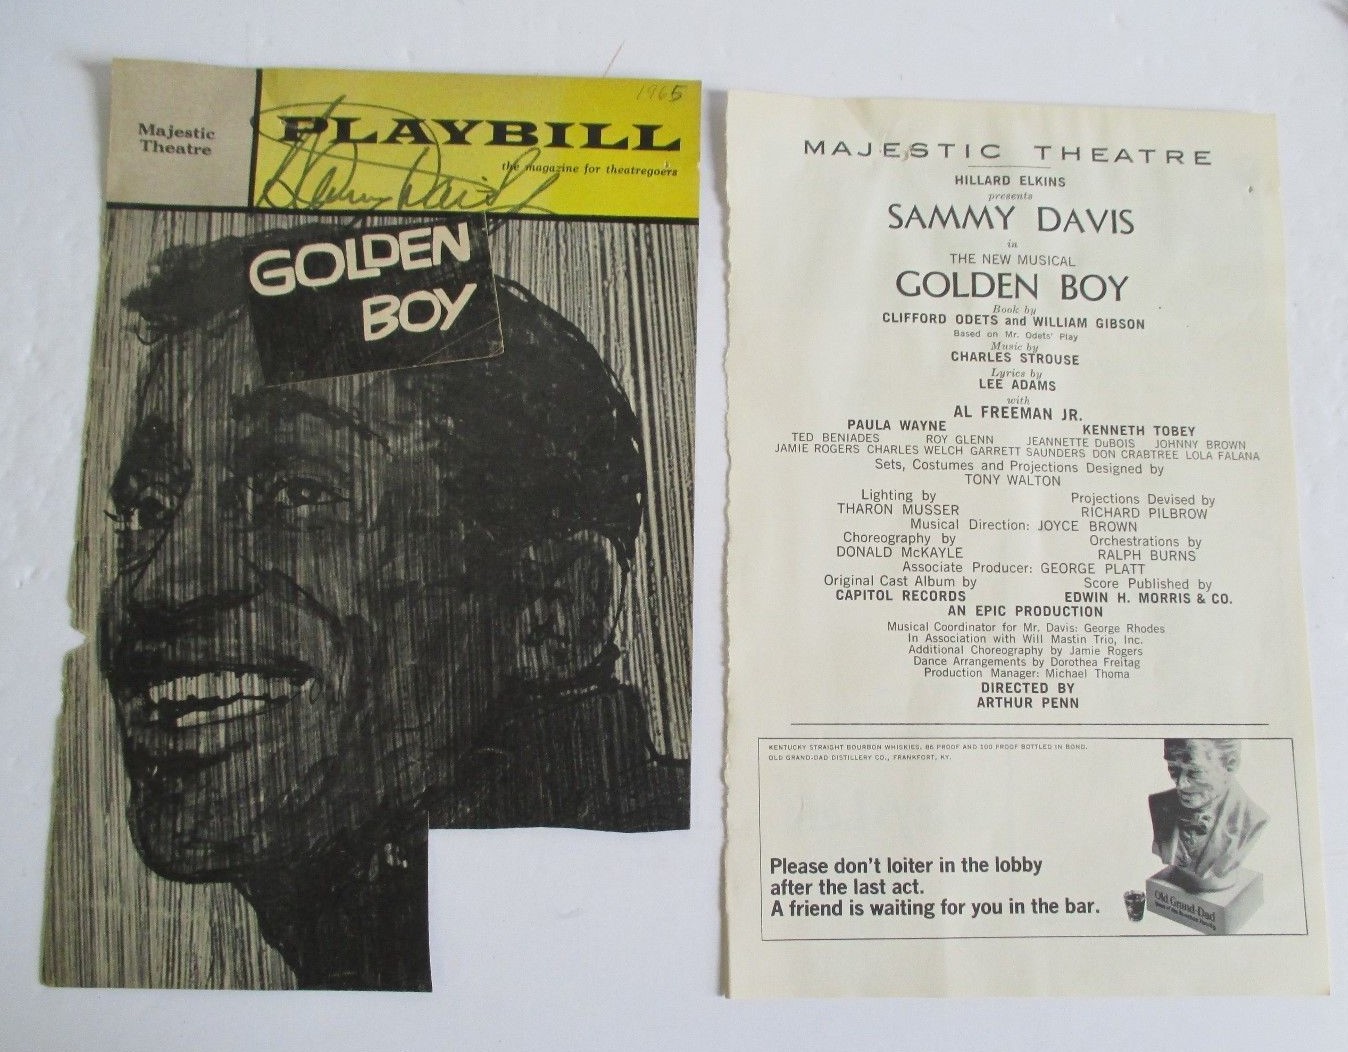 Majestic
Theatre
1965
PLAYBILL
the magazine for theatregoers
Sammy Davis
GOLDEN
BOY
MAJESTIC THEATRE
HILLARD ELKINS
presents
SAMMY DAVIS
in
THE NEW MUSICAL
GOLDEN BOY
Book by
CLIFFORD ODETS and WILLIAM GIBSON
Based on Mr. Odets' Play
Music by
CHARLES STROUSE
Lyrics by
LEE ADAMS
with
AL FREEMAN JR.
PAULA WAYNE KENNETH TOBEY
TED BENIADES ROY GLENN JEANNETTE DuBOIS JOHNNY BROWN
JAMIE ROGERS CHARLES WELCH GARRETT SAUNDERS DON CRABTREE LOLA FALANA
Sets, Costumes and Projections Designed by
TONY WALTON
Lighting by Projections Devised by
THARON MUSSER RICHARD PILBROW
Musical Direction: JOYCE BROWN
Choreography by Orchestrations by
DONALD McKAYLE RALPH BURNS
Associate Producer: GEORGE PLATT
Original Cast Album by Score Published by
CAPITOL RECORDS EDWIN H. MORRIS & CO.
AN EPIC PRODUCTION
Musical Coordinator for Mr. Davis: George Rhodes
In Association with Will Mastin Trio, Inc.
Additional Choreography by Jamie Rogers
Dance Arrangements by Dorothea Freitag
Production Manager: Michael Thoma
DIRECTED BY
ARTHUR PENN
KENTUCKY STRAIGHT BOURBON WHISKIES, 86 PROOF AND 100 PROOF BOTTLED IN BOND.
OLD GRAND-DAD DISTILLERY CO., FRANKFORT, KY.
Please don't loiter in the lobby
after the last act.
A friend is waiting for you in the bar.
Old Grand-Dad